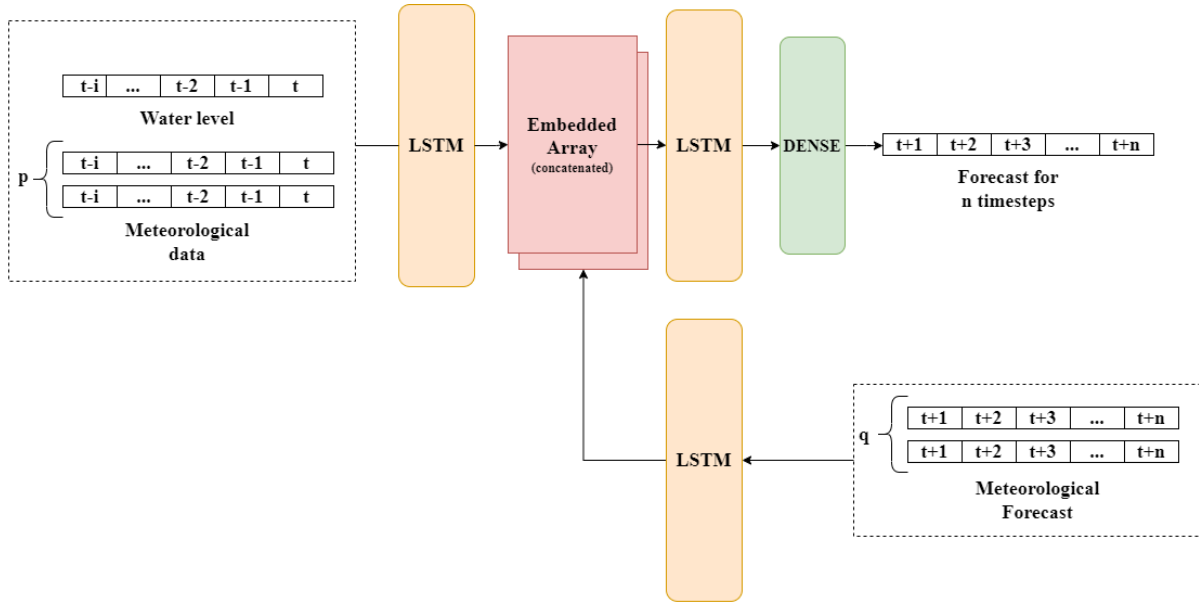 t-i ... t-2 t-1 t
Water level
p
t-i ... t-2 t-1 t
t-i ... t-2 t-1 t
Meteorological
data
LSTM
Embedded
Array
(concatenated)
LSTM
DENSE
t+1 t+2 t+3 ... t+n
Forecast for
n timesteps
LSTM
q
t+1 t+2 t+3 ... t+n
t+1 t+2 t+3 ... t+n
Meteorological
Forecast